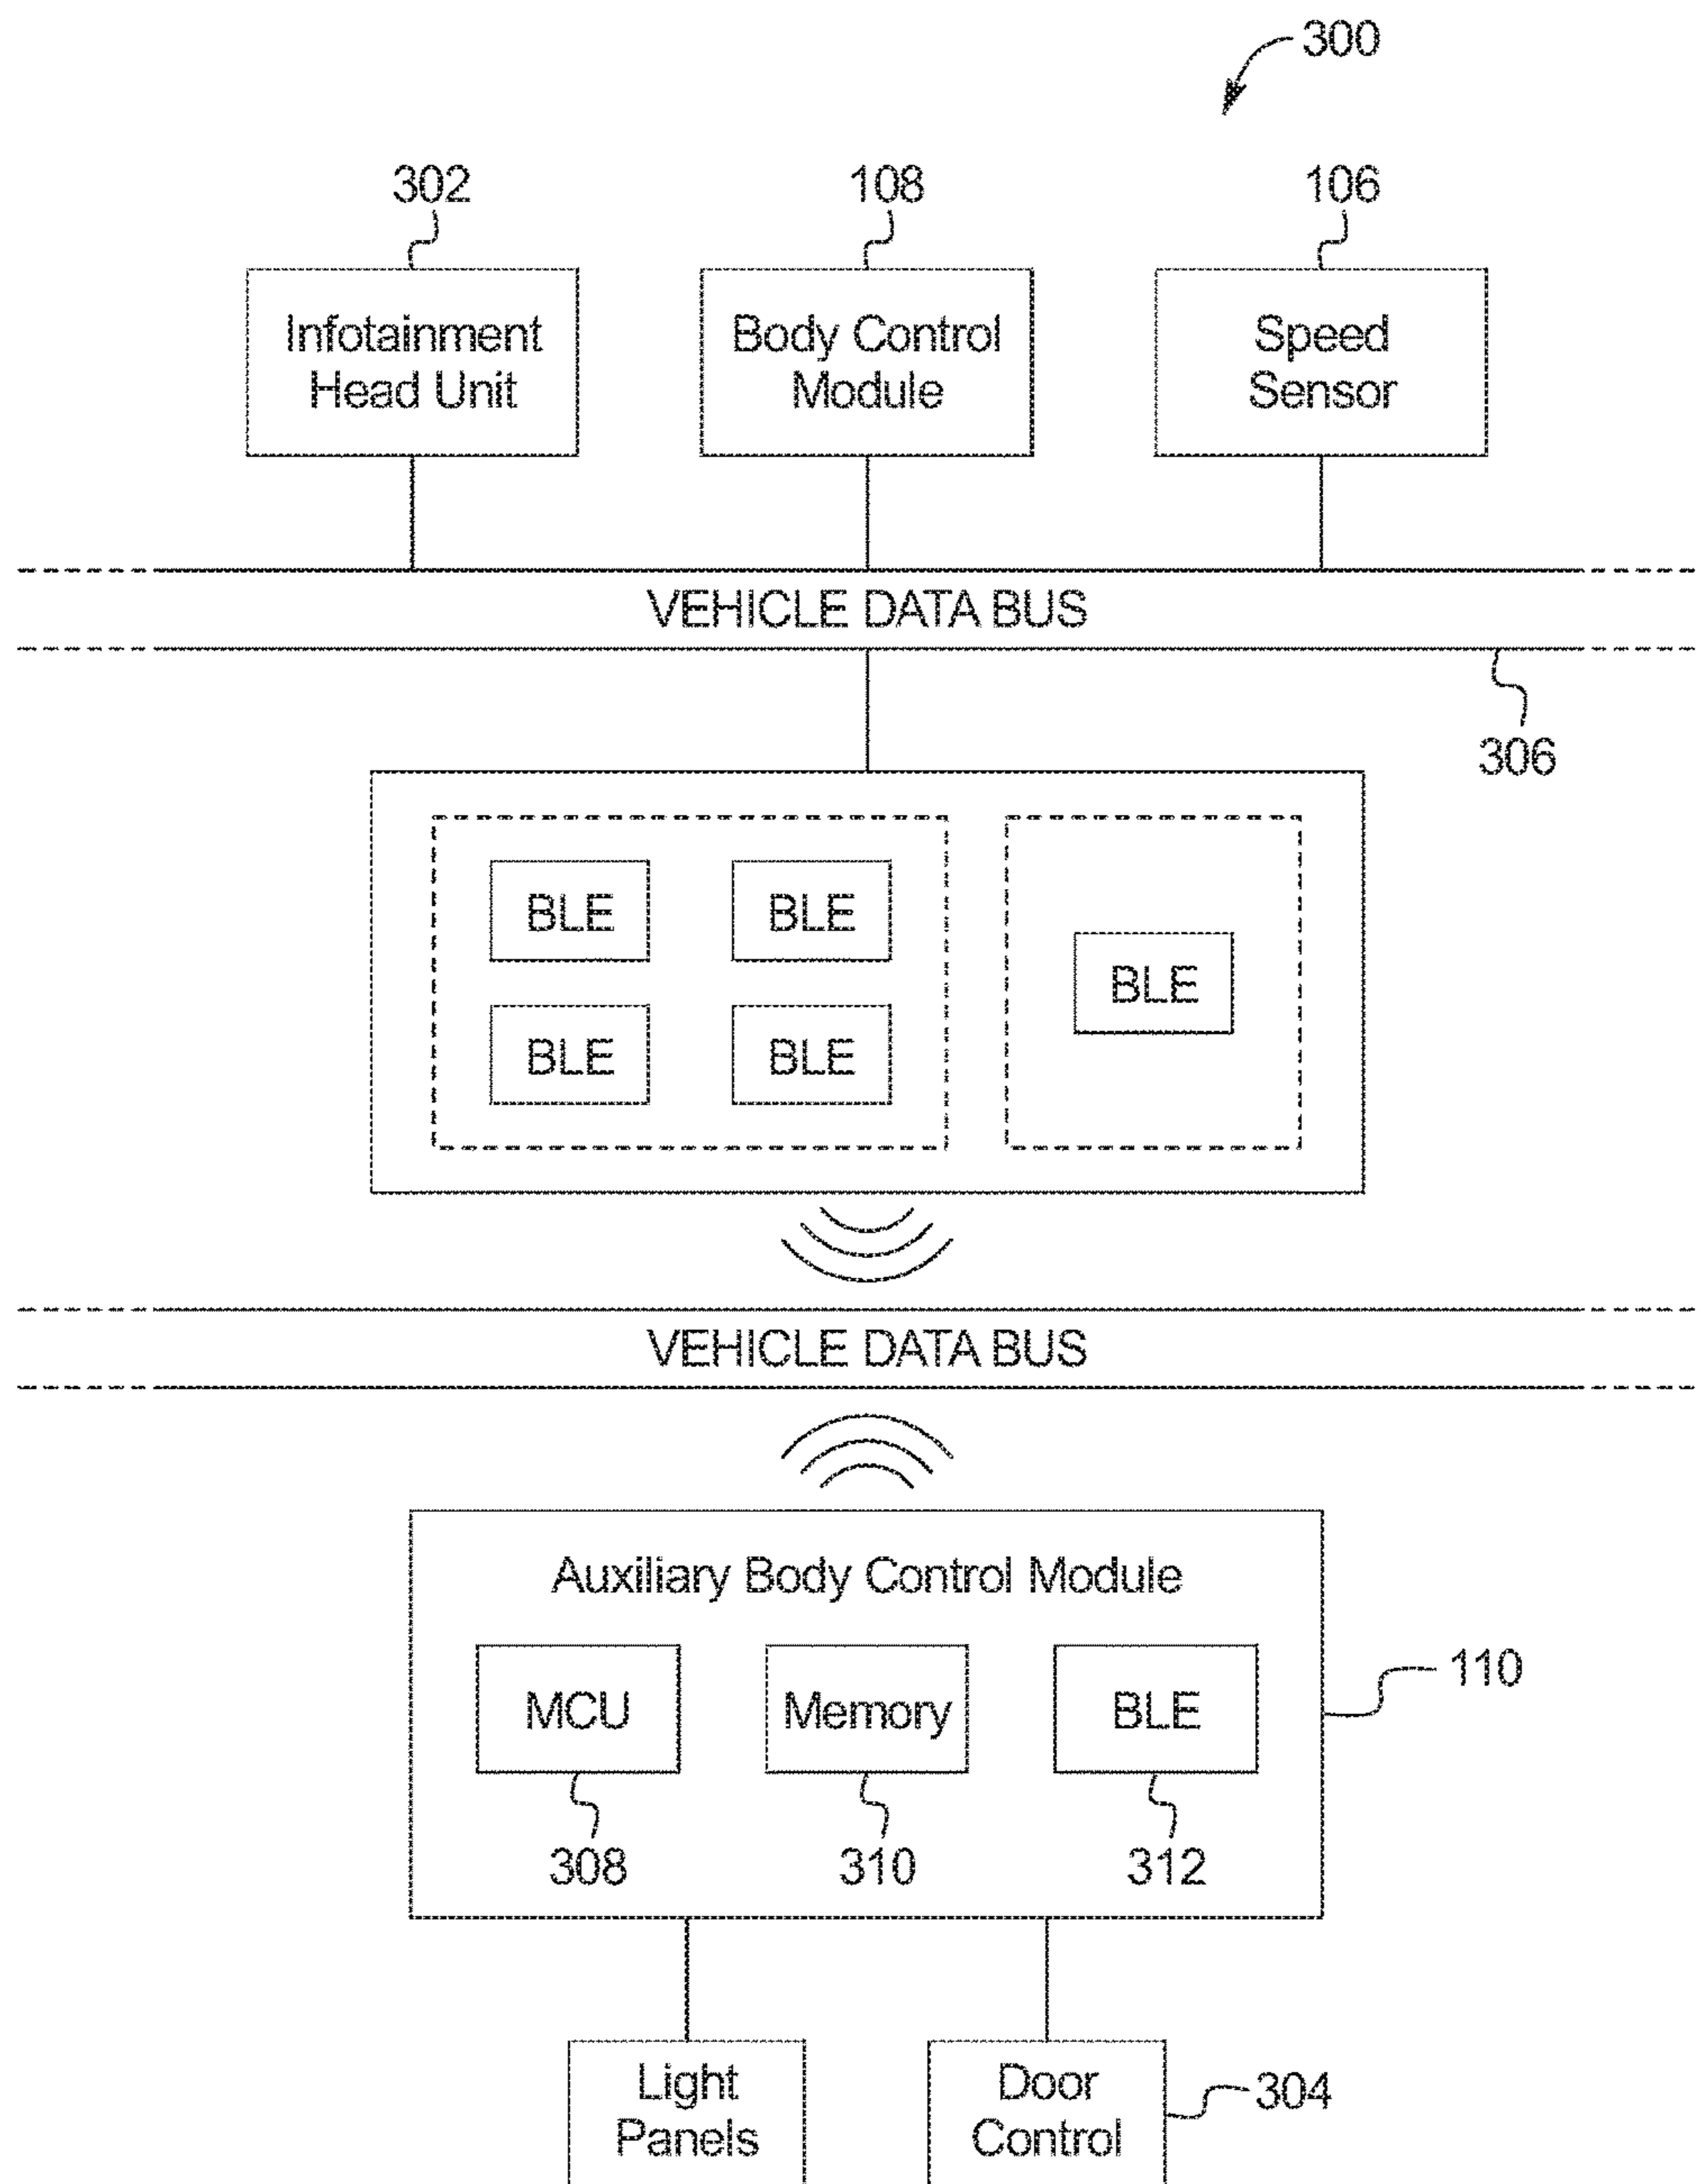 300
302
108
106
Infotainment
Head Unit
Body Control
Module
Speed
Sensor
VEHICLE DATA BUS
306
BLE
BLE
BLE
BLE
BLE
VEHICLE DATA BUS
Auxiliary Body Control Module
110
MCU
Memory
BLE
308
310
312
Light
Panels
Door
Control
304